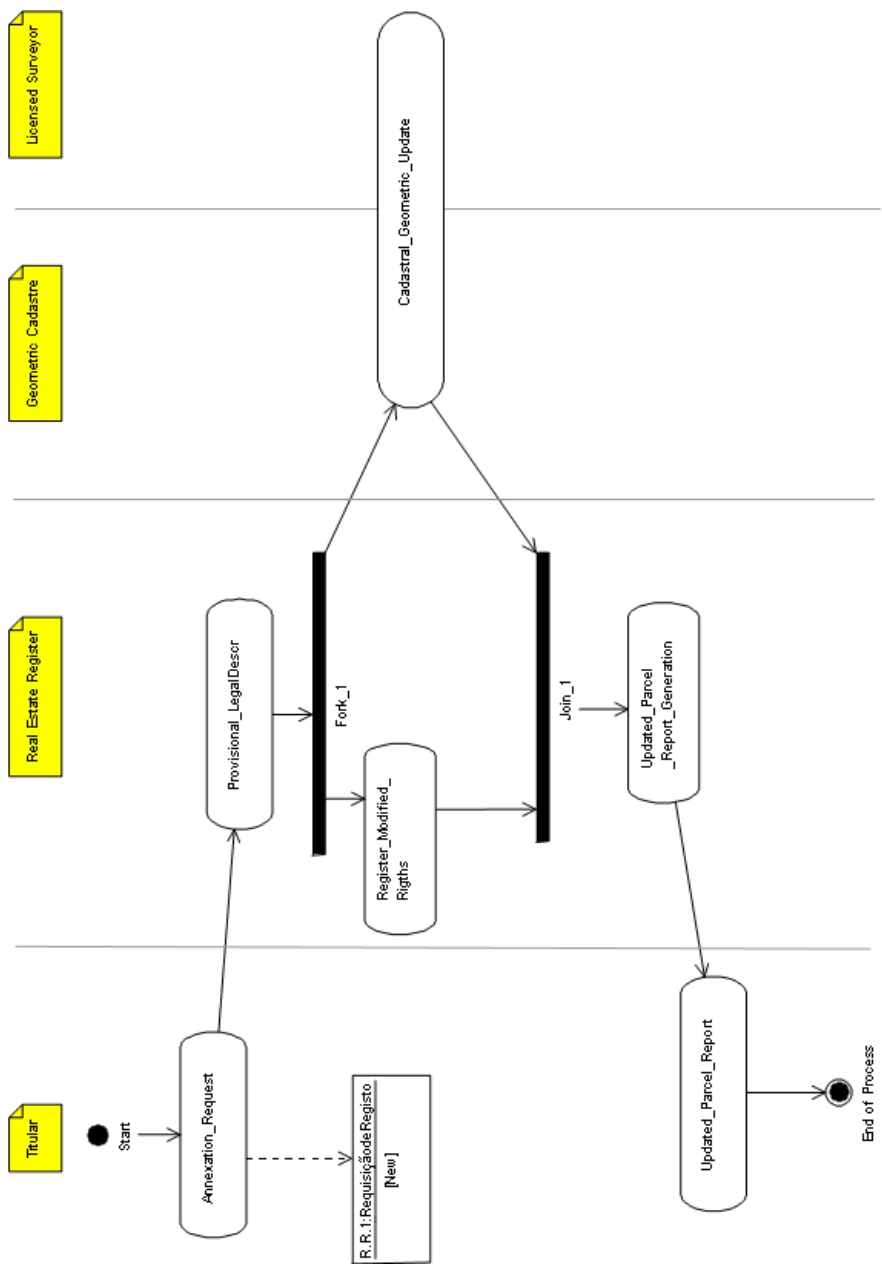 Titular
Real Estate Register
Geometric Cadastre
Licensed Surveyor
Start
Annexation_Request
R.R.1:RequisiçãodeRegisto
[New]
Provisional_LegalDescr
Fork_1
Register_Modified_
Rigths
Cadastral_Geometric_Update
Join_1
Updated_Parcel
_Report_Generation
Updated_Parcel_Report
End of Process